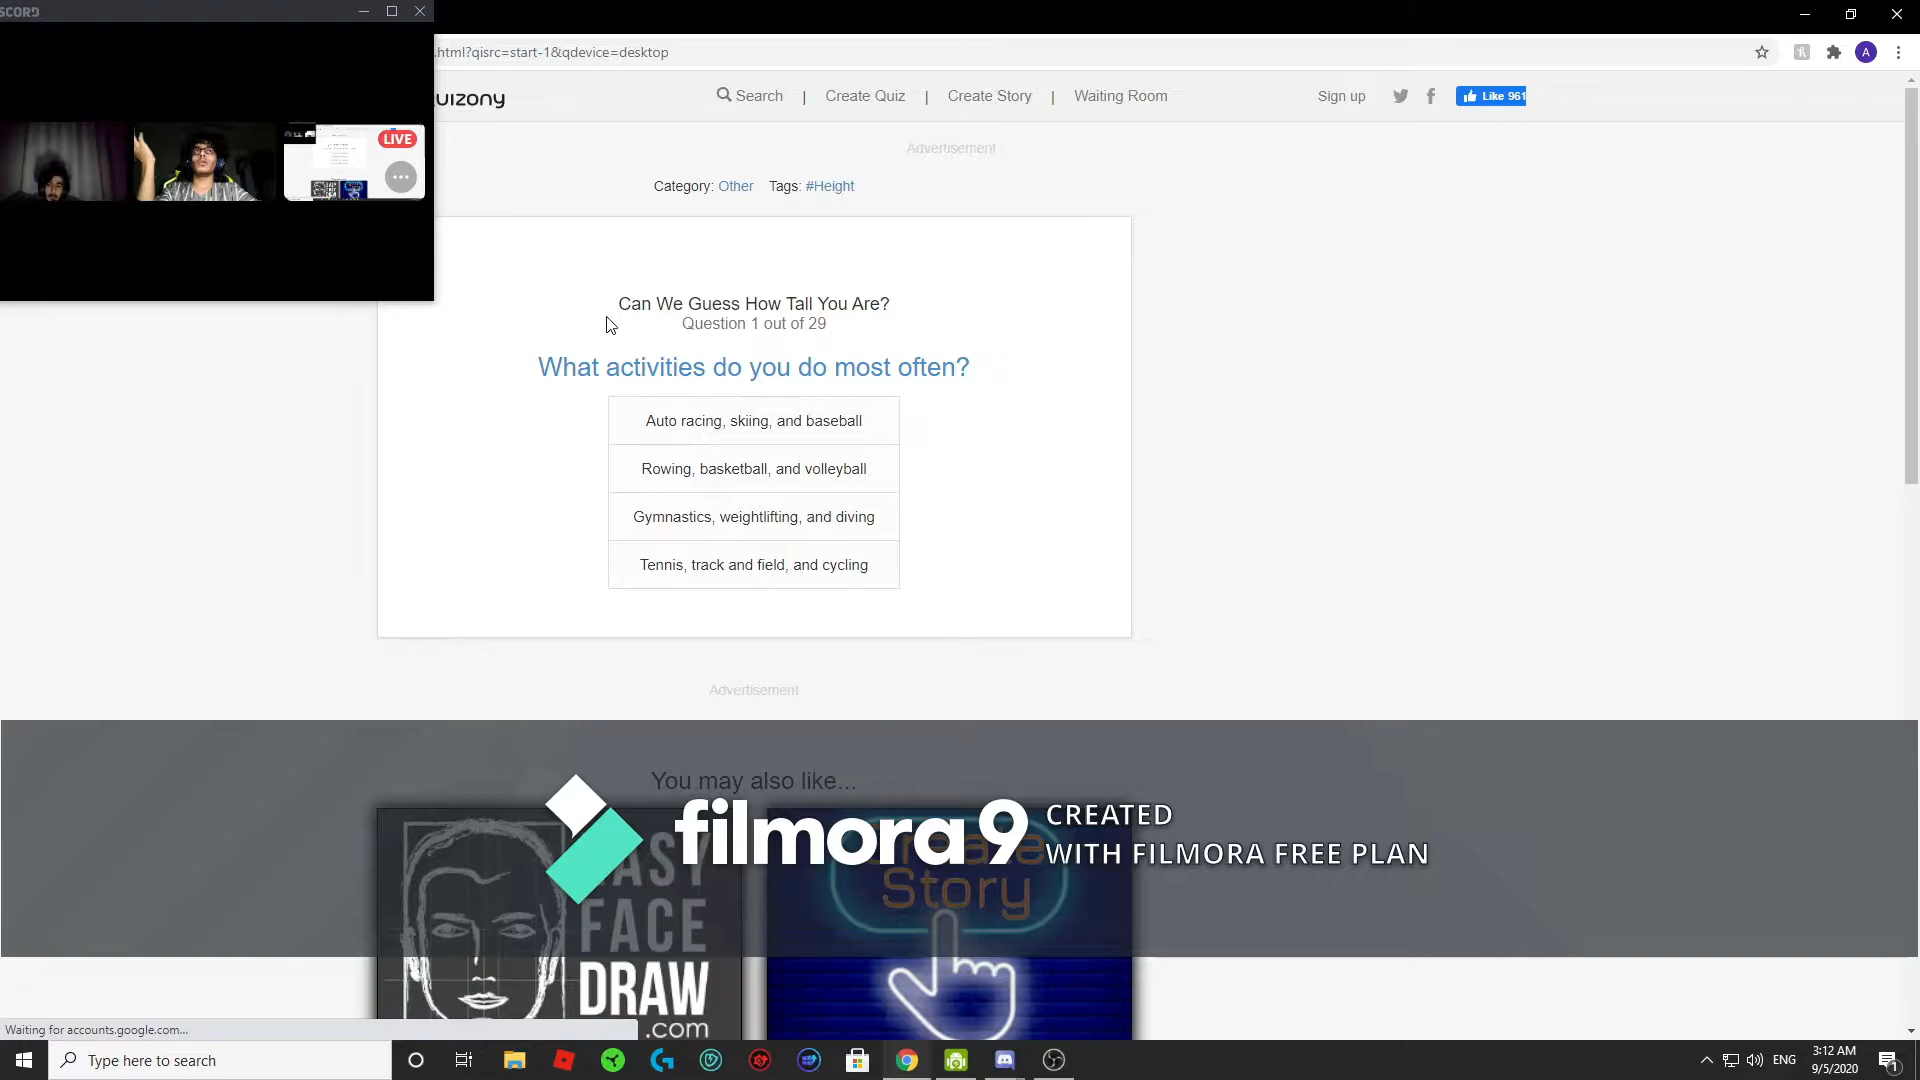 SCORD
.html?qisrc=start-1&qdevice=desktop
A
uizony
Search | Create Quiz | Create Story | Waiting Room
Sign up
Like 961
LIVE
Advertisement
Category: Other Tags: #Height
Can We Guess How Tall You Are?
Question 1 out of 29
What activities do you do most often?
Auto racing, skiing, and baseball
Rowing, basketball, and volleyball
Gymnastics, weightlifting, and diving
Tennis, track and field, and cycling
Advertisement
You may also like...
filmora9
CREATED
WITH FILMORA FREE PLAN
EASY
FACE
DRAW
.com
Create
Story
Waiting for accounts.google.com...
Type here to search
ENG
3:12 AM
9/5/2020
1